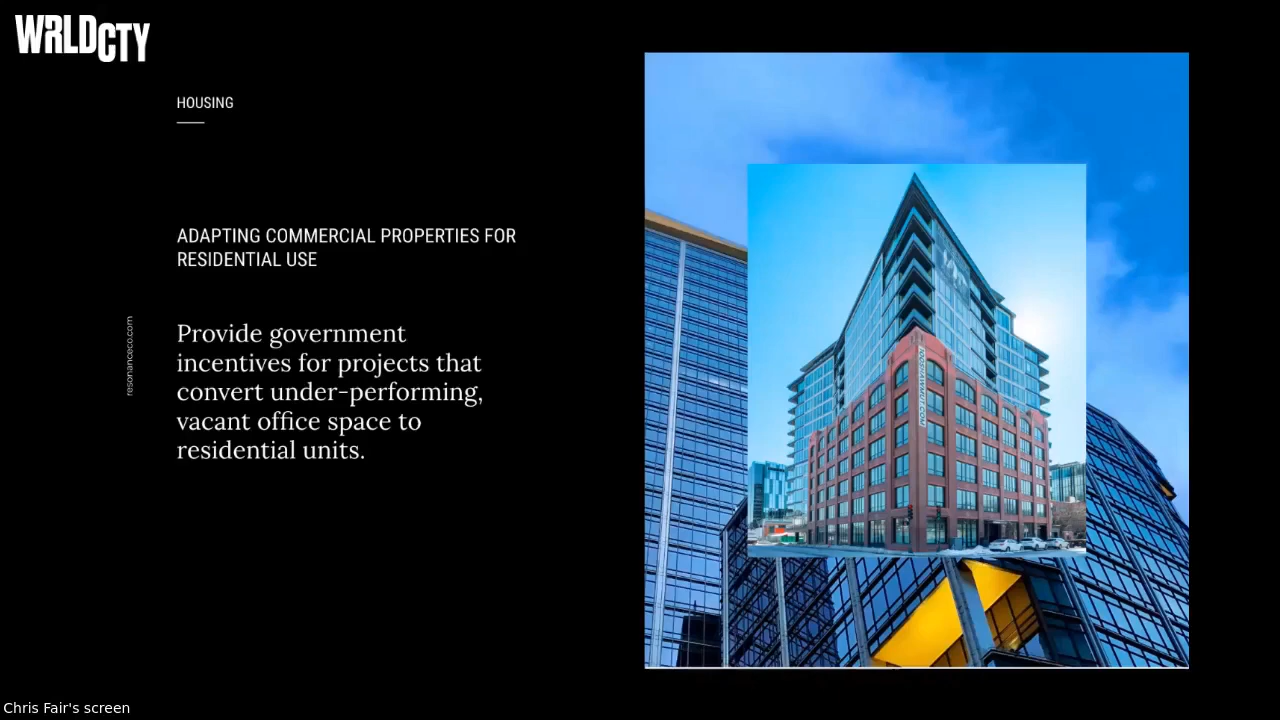 WRLDCTY
HOUSING
ADAPTING COMMERCIAL PROPERTIES FOR
RESIDENTIAL USE
Provide government
incentives for projects that
convert under-performing,
vacant office space to
residential units.
resonanceco.com
Chris Fair's screen